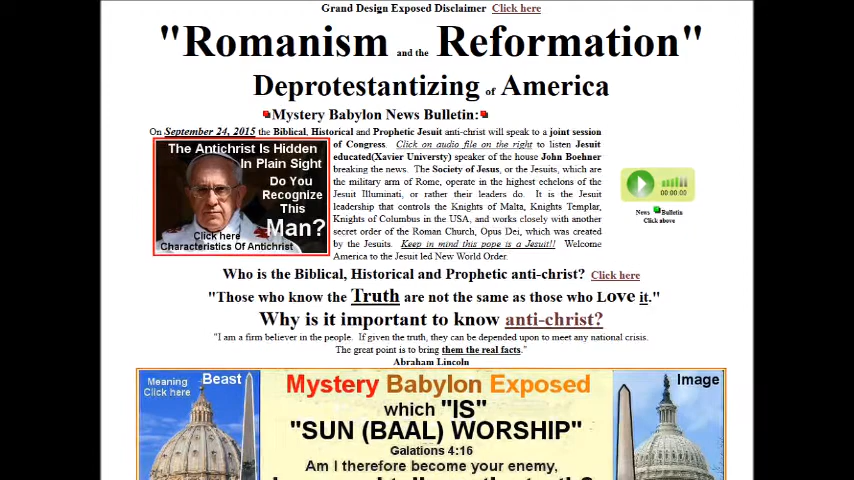 Grand Design Exposed Disclaimer Click here
"Romanism and the Reformation"
Deprotestantizing of America
Mystery Babylon News Bulletin:
On September 24, 2015 the Biblical, Historical and Prophetic Jesuit anti-christ will speak to a joint session
of Congress. Click on audio file on the right to listen Jesuit
educated(Xavier Universty) speaker of the house John Boehner
breaking the news. The Society of Jesus, or the Jesuits, which are
the military arm of Rome, operate in the highest echelons of the
Jesuit Illuminati, or rather their leaders do. It is the Jesuit
leadership that controls the Knights of Malta, Knights Templar,
Knights of Columbus in the USA, and works closely with another
secret order of the Roman Church, Opus Dei, which was created
by the Jesuits. Keep in mind this pope is a Jesuit!! Welcome
America to the Jesuit led New World Order.
The Antichrist Is Hidden
In Plain Sight
Do You
Recognize
This
Man?
Click here
Characteristics Of Antichrist
00:00:00
News Bulletin
Click above
Who is the Biblical, Historical and Prophetic anti-christ? Click here
"Those who know the Truth are not the same as those who Love it."
Why is it important to know anti-christ?
"I am a firm believer in the people. If given the truth, they can be depended upon to meet any national crisis.
The great point is to bring them the real facts."
Abraham Lincoln
Meaning
Click here
Beast
Mystery Babylon Exposed
which "IS"
"SUN (BAAL) WORSHIP"
Galations 4:16
Am I therefore become your enemy,
Image